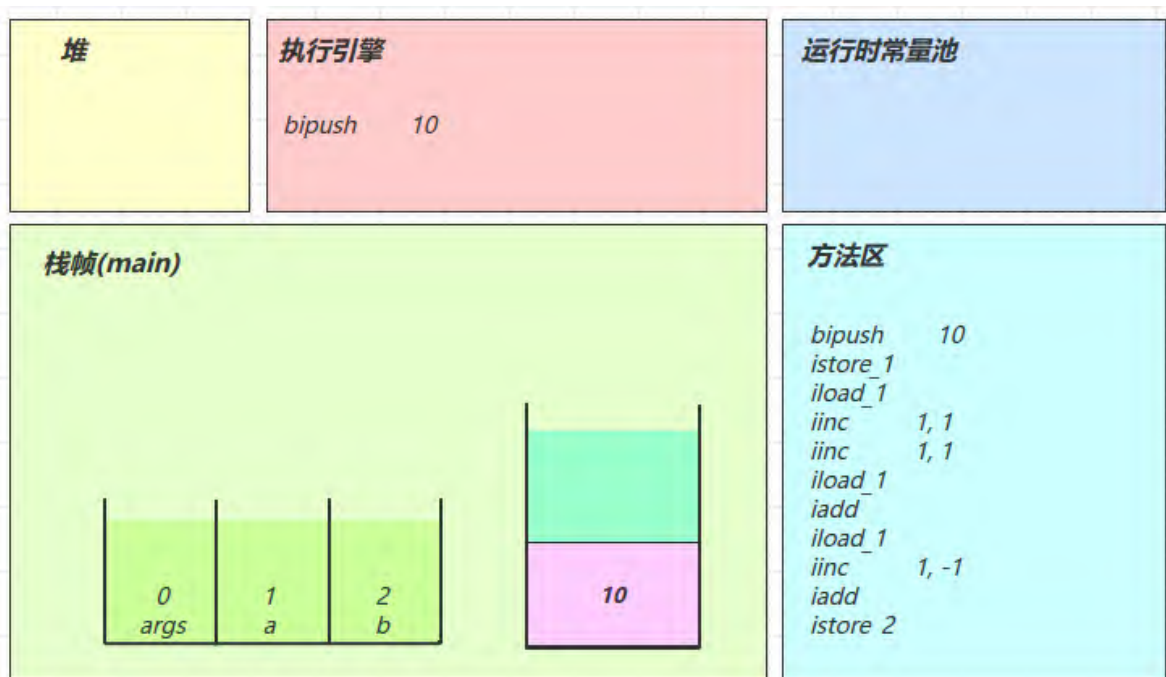 堆
执行引擎
bipush 10
运行时常量池
栈帧(main)
0 1 2
args a b
10
方法区
bipush 10
istore_1
iload_1
iinc 1, 1
iinc 1, 1
iload_1
iadd
iload_1
iinc 1, -1
iadd
istore 2